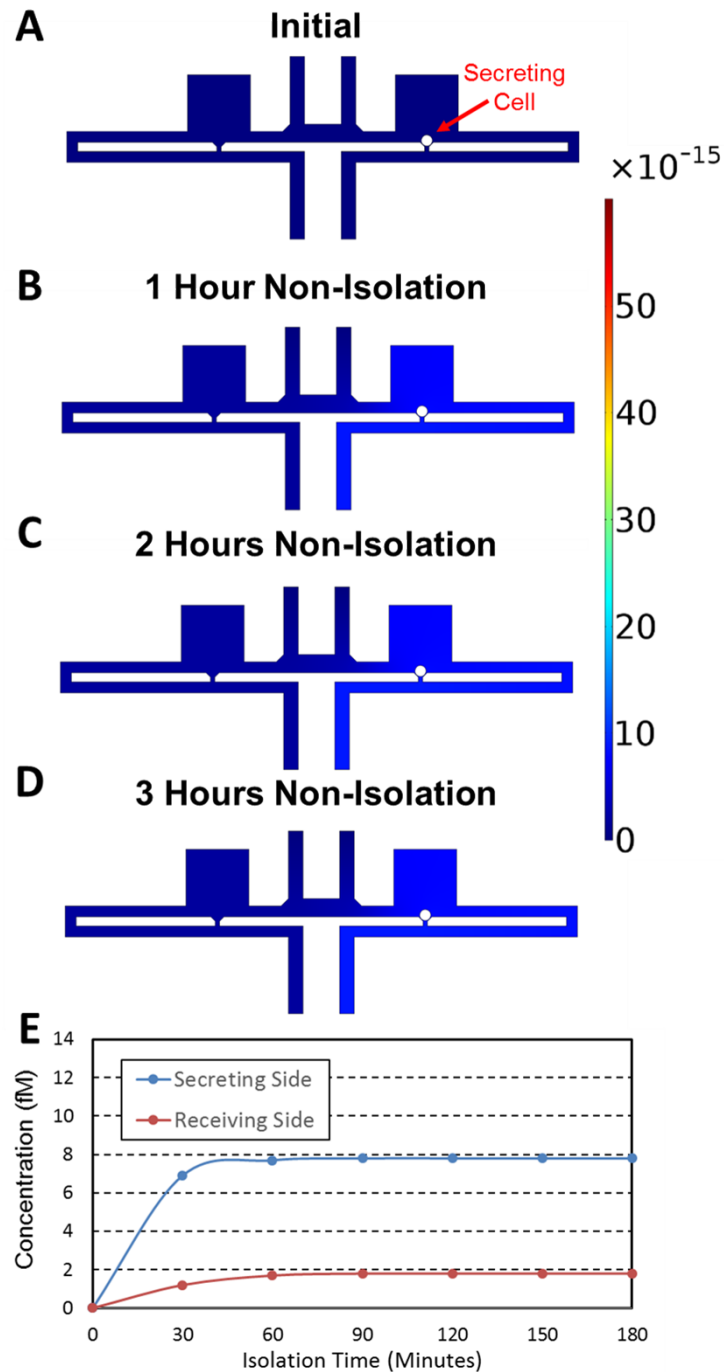 A
Initial
Secreting
Cell
×10⁻¹⁵
B
1 Hour Non-Isolation
50
40
C
2 Hours Non-Isolation
30
20
10
D
3 Hours Non-Isolation
0
E
Concentration (fM)
14
12
10
8
6
4
2
0
Secreting Side
Receiving Side
0 30 60 90 120 150 180
Isolation Time (Minutes)